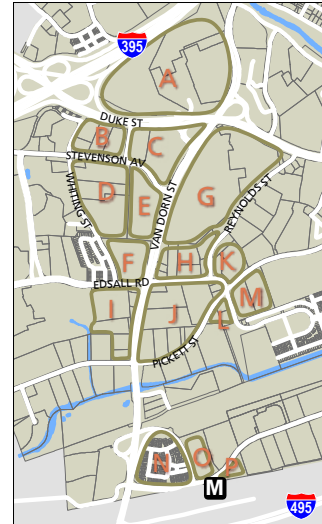 395
A
DUKE ST
B
C
STEVENSON AV
WHITING ST
D
E
VAN DORN ST
G
REYNOLDS ST
F
H
K
EDSALL RD
I
J
M
L
PICKETT ST
N
O
P
M
495